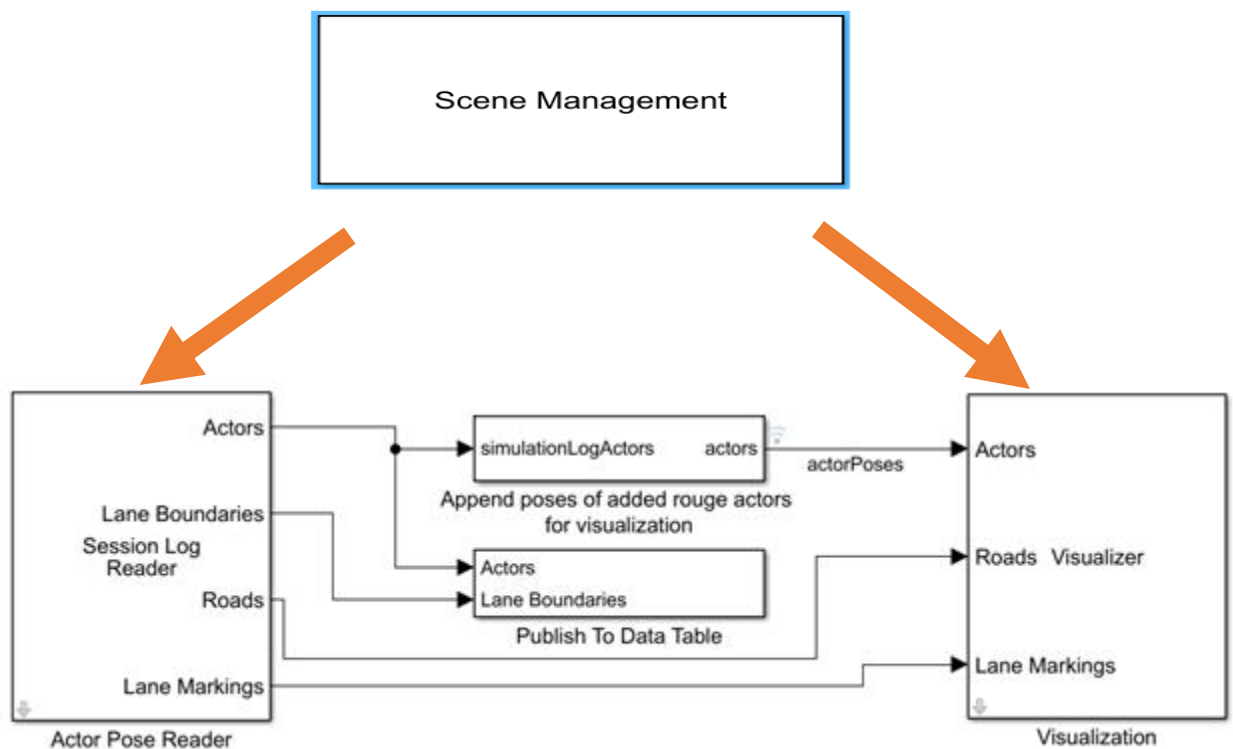 Scene Management
Actors
Lane Boundaries
Session Log
Reader
Roads
Lane Markings
Actor Pose Reader
simulationLogActors actors
Append poses of added rouge actors
for visualization
Actors
Lane Boundaries
Publish To Data Table
actorPoses
Actors
Roads Visualizer
Lane Markings
Visualization